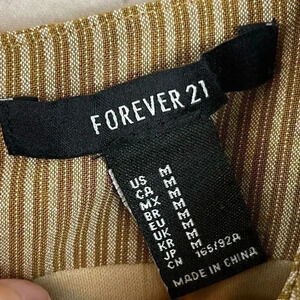 FOREVER 21
US M
CA M
MX M
BR M
EU M
UK M
KR M
JP M
CN 165/92A
MADE IN CHINA